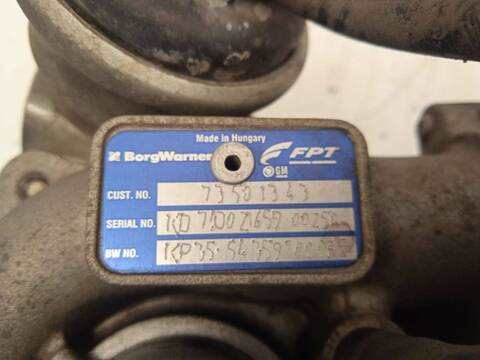 Made in Hungary
BorgWarner FPT
GM
CUST. NO. 73501343
SERIAL NO.
BW NO.